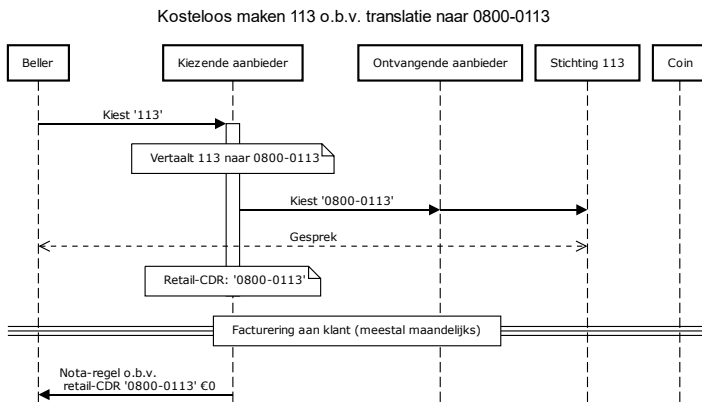 Kosteloos maken 113 o.b.v. translatie naar 0800-0113
Beller
Kiezende aanbieder
Ontvangende aanbieder
Stichting 113
Coin
Kiest '113'
Vertaalt 113 naar 0800-0113
Kiest '0800-0113'
Gesprek
Retail-CDR: '0800-0113'
Facturering aan klant (meestal maandelijks)
Nota-regel o.b.v.
retail-CDR '0800-0113' €0